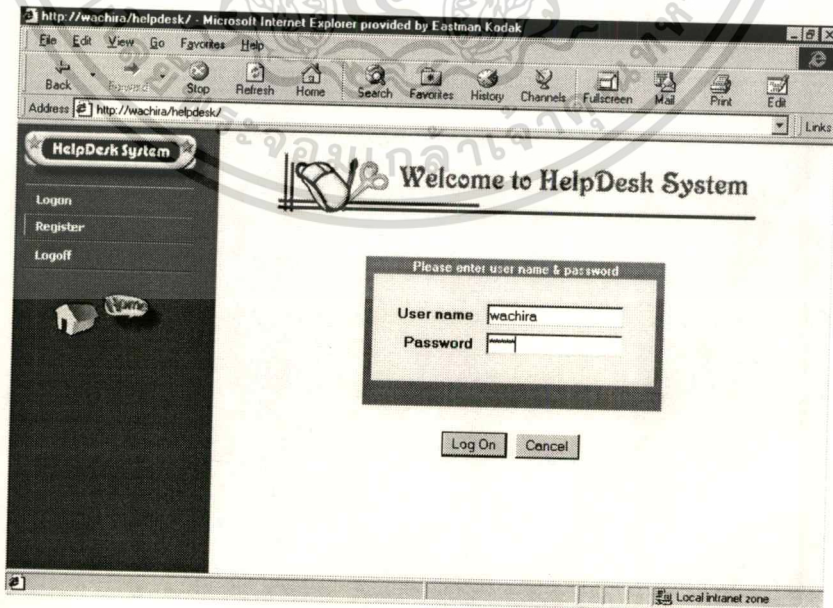 http://wachira/helpdesk/ - Microsoft Internet Explorer provided by Eastman Kodak
File Edit View Go Favorites Help
Back Forward Stop Refresh Home Search Favorites History Channels Fullscreen Mail Print Edit
Address http://wachira/helpdesk/ Links
HelpDesk System
Welcome to HelpDesk System
Logon
Register
Logoff
Home
Please enter user name & password
User name wachira
Password *****
Log On Cancel
Local intranet zone